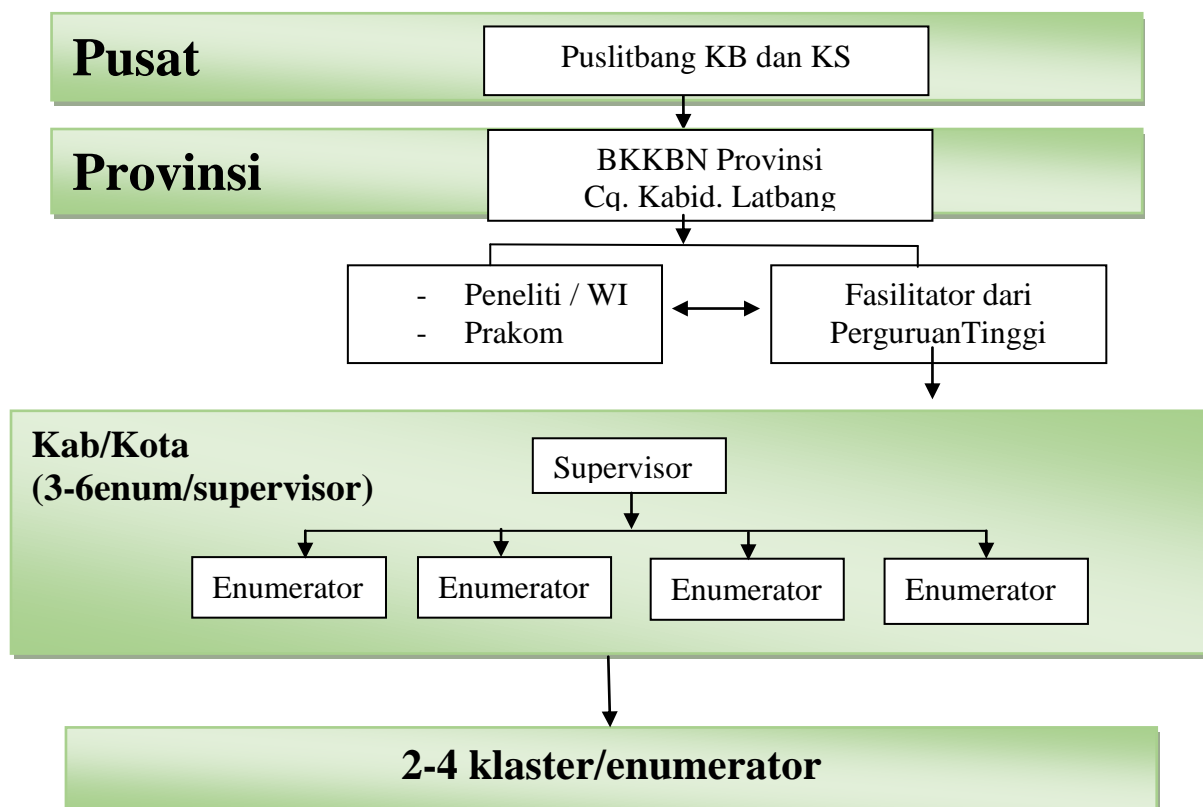 Pusat
Puslitbang KB dan KS
Provinsi
BKKBN Provinsi
Cq. Kabid. Latbang
- Peneliti / WI
- Prakom
Fasilitator dari
PerguruanTinggi
Kab/Kota
(3-6enum/supervisor)
Supervisor
Enumerator
Enumerator
Enumerator
Enumerator
2-4 klaster/enumerator